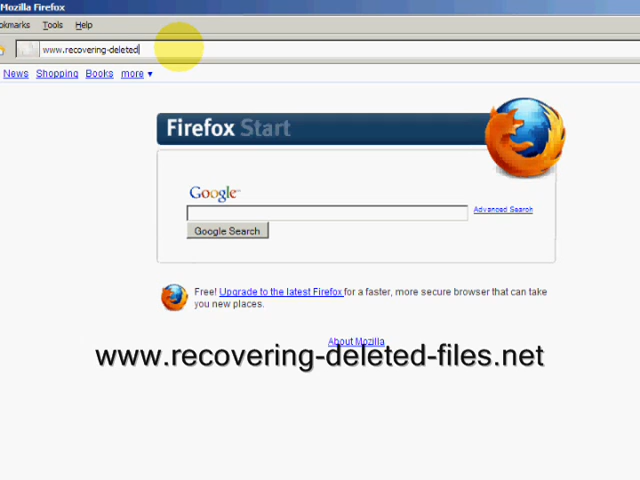 Mozilla Firefox
okmarks Tools Help
www.recovering-deleted
News Shopping Books more ▾
Firefox Start
Google™
Advanced Search
Google Search
Free! Upgrade to the latest Firefox for a faster, more secure browser that can take
you new places.
About Mozilla
www.recovering-deleted-files.net